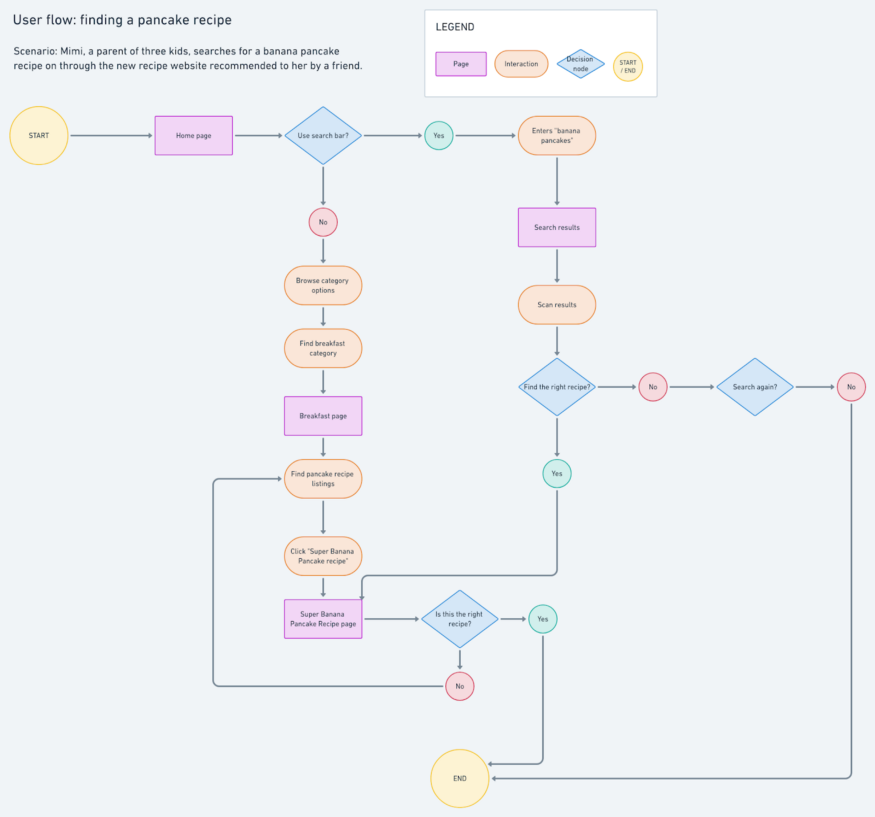 User flow: finding a pancake recipe
Scenario: Mimi, a parent of three kids, searches for a banana pancake
recipe on through the new recipe website recommended to her by a friend.
LEGEND
Page
Interaction
Decision
node
START
/ END
START
Home page
Use search bar?
Yes
Enters "banana
pancakes"
No
Search results
Browse category
options
Scan results
Find breakfast
category
Find the right recipe?
No
Search again?
No
Breakfast page
Find pancake recipe
listings
Yes
Click "Super Banana
Pancake recipe"
Super Banana
Pancake Recipe page
Is this the right
recipe?
Yes
No
END